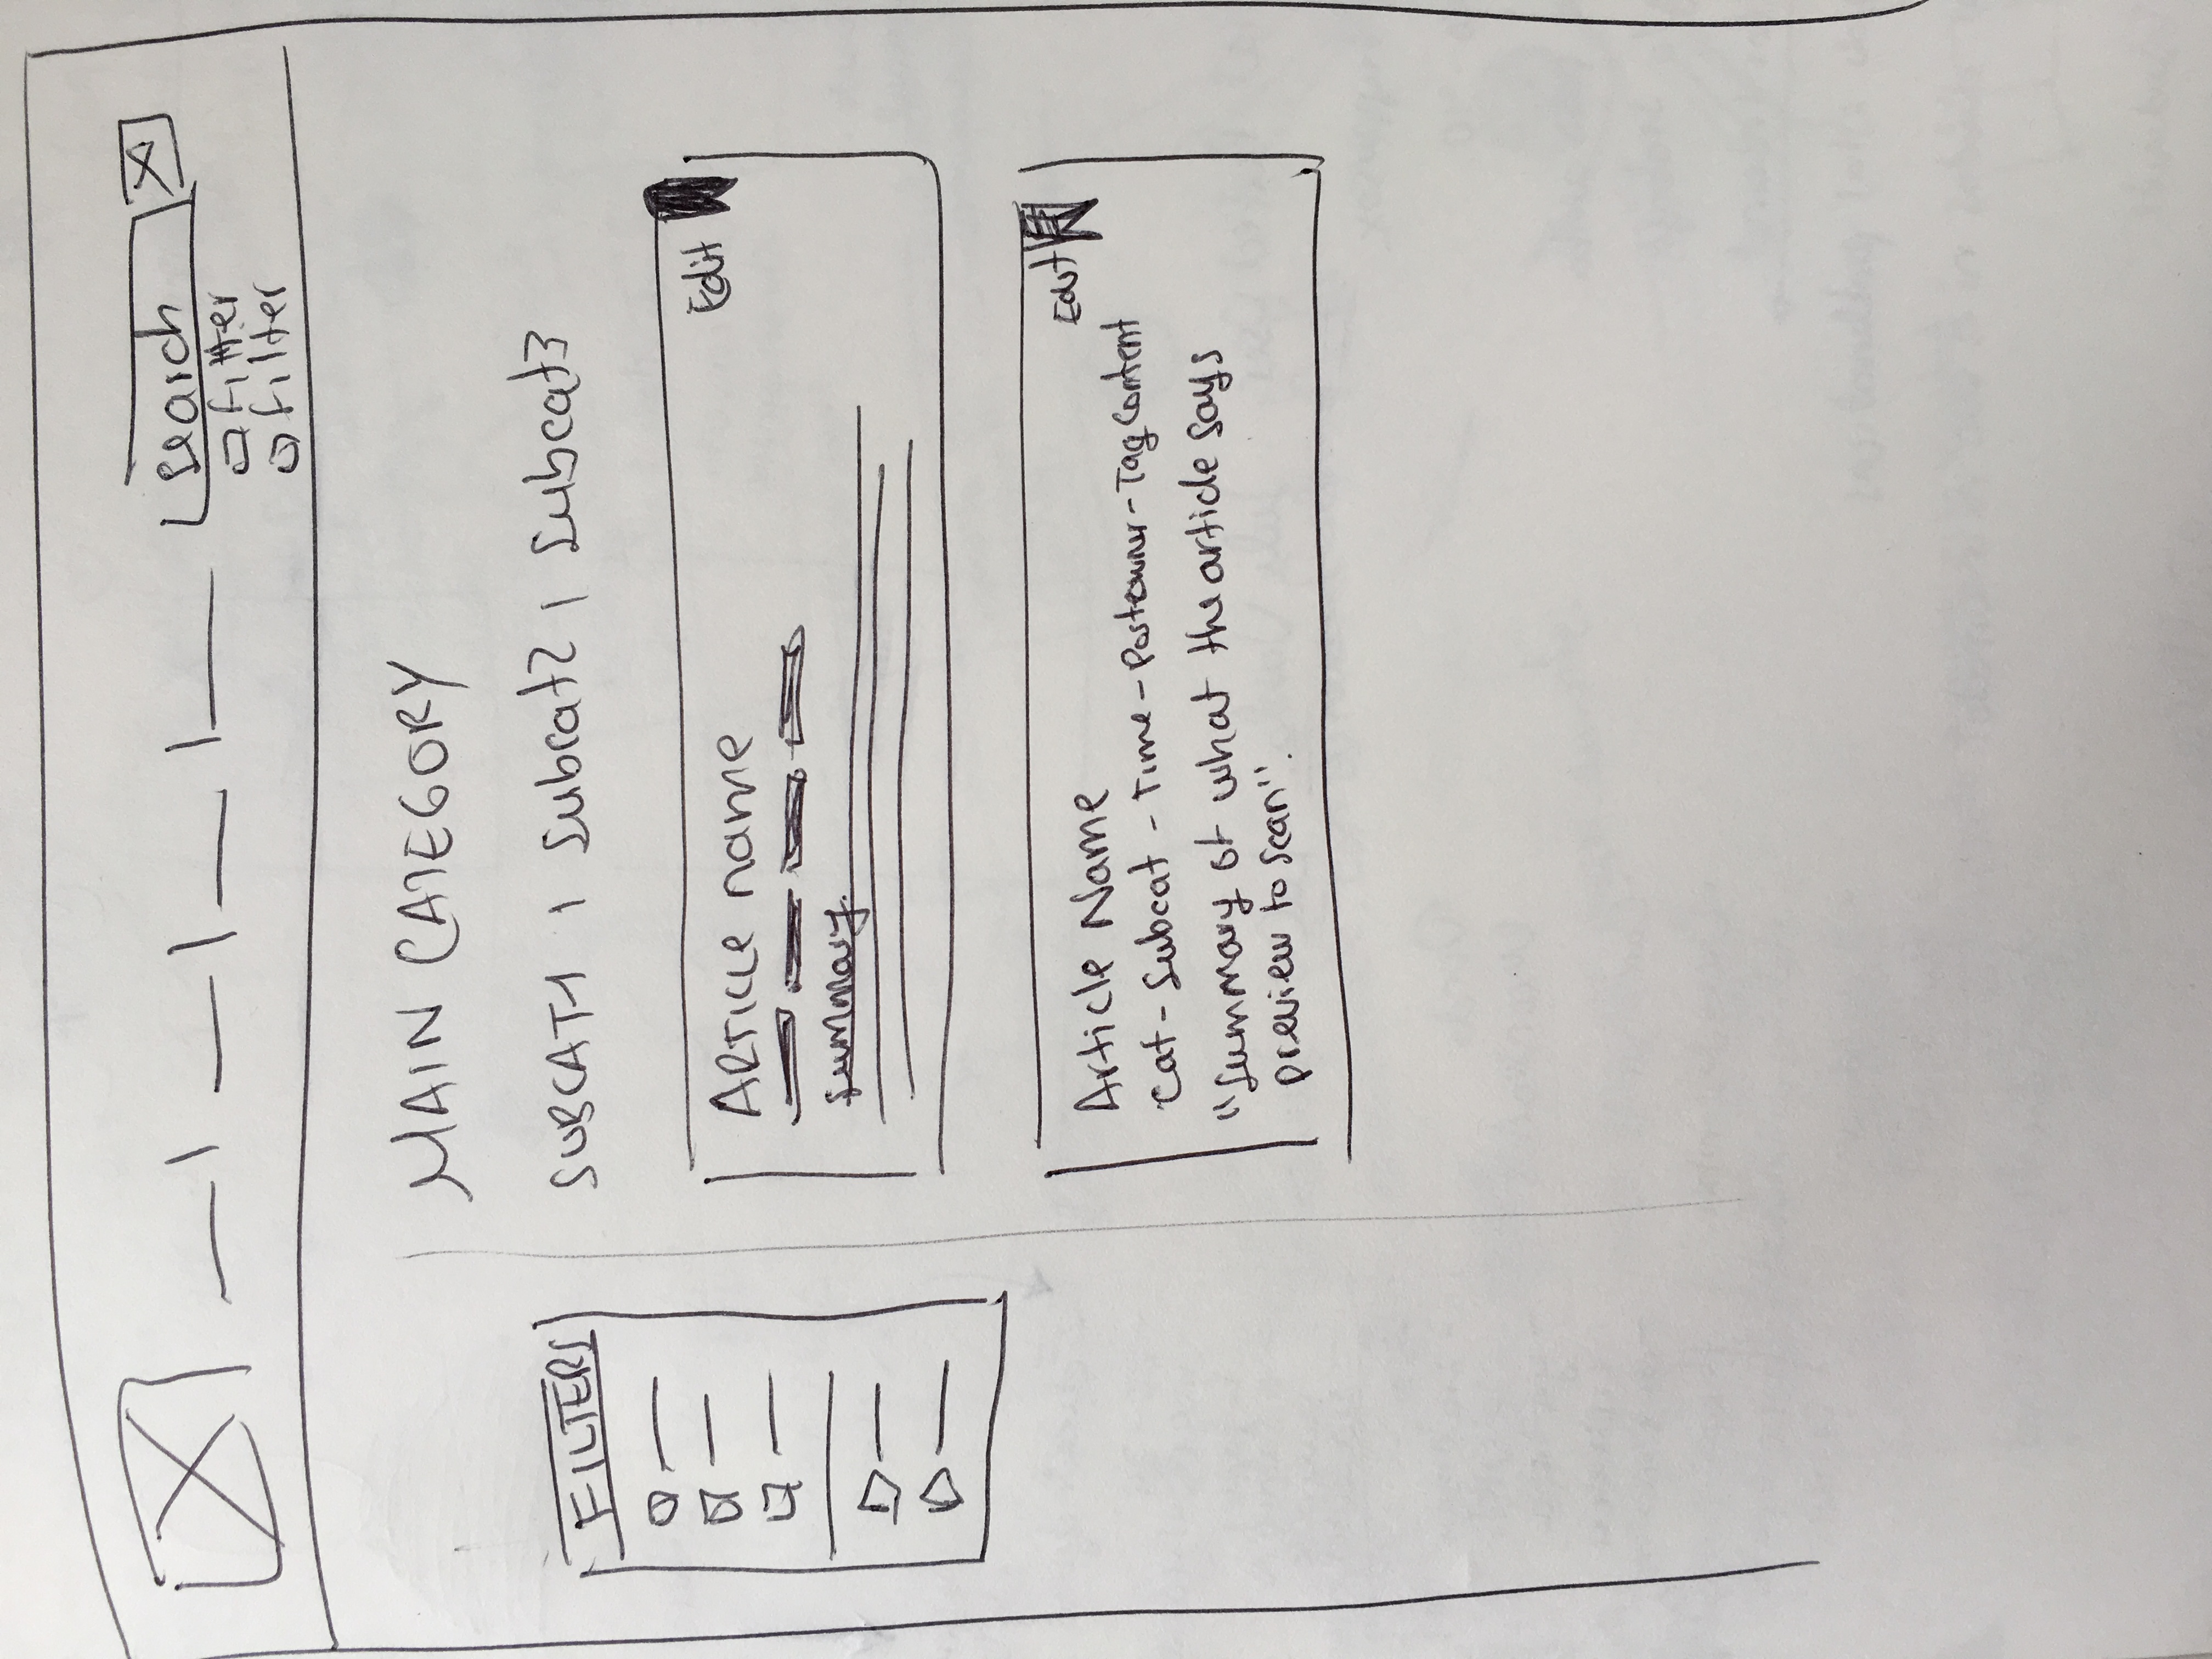 search
filter
filter
MAIN CATEGORY
SUBCAT1 | Subcat2 | Subcat3
FILTERS
Edit
ARTICLE name
Summary.
Edit
Article Name
Cat - Subcat - Time - Postowner - Tag Content
"Summary of what the article says
preview to scan".